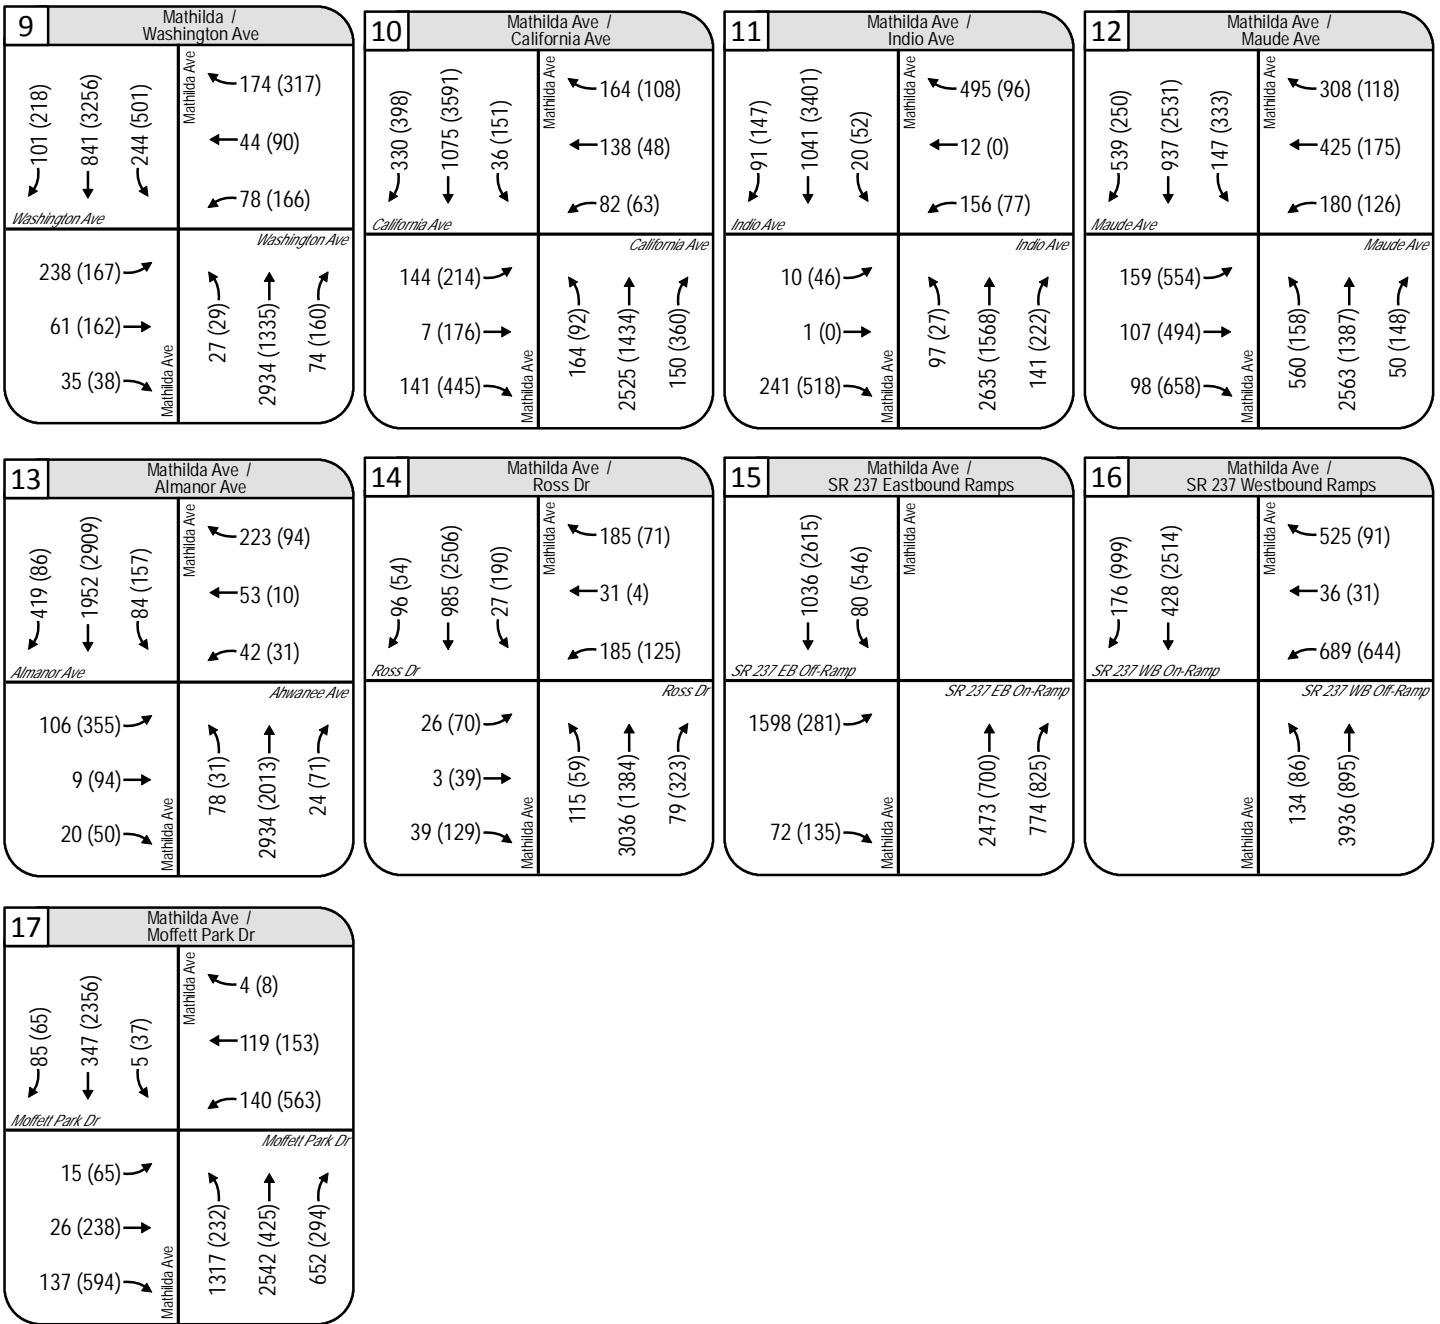 9
Mathilda /
Washington Ave
101 (218)
841 (3256)
244 (501)
Mathilda Ave
174 (317)
44 (90)
78 (166)
Washington Ave
Washington Ave
238 (167)
61 (162)
35 (38)
Mathilda Ave
27 (29)
2934 (1335)
74 (160)
10
Mathilda Ave /
California Ave
330 (398)
1075 (3591)
36 (151)
Mathilda Ave
164 (108)
138 (48)
82 (63)
California Ave
California Ave
144 (214)
7 (176)
141 (445)
Mathilda Ave
164 (92)
2525 (1434)
150 (360)
11
Mathilda Ave /
Indio Ave
91 (147)
1041 (3401)
20 (52)
Mathilda Ave
495 (96)
12 (0)
156 (77)
Indio Ave
Indio Ave
10 (46)
1 (0)
241 (518)
Mathilda Ave
97 (27)
2635 (1568)
141 (222)
12
Mathilda Ave /
Maude Ave
539 (250)
937 (2531)
147 (333)
Mathilda Ave
308 (118)
425 (175)
180 (126)
Maude Ave
Maude Ave
159 (554)
107 (494)
98 (658)
Mathilda Ave
560 (158)
2563 (1387)
50 (148)
13
Mathilda Ave /
Almanor Ave
419 (86)
1952 (2909)
84 (157)
Mathilda Ave
223 (94)
53 (10)
42 (31)
Almanor Ave
Ahwanee Ave
106 (355)
9 (94)
20 (50)
Mathilda Ave
78 (31)
2934 (2013)
24 (71)
14
Mathilda Ave /
Ross Dr
96 (54)
985 (2506)
27 (190)
Mathilda Ave
185 (71)
31 (4)
185 (125)
Ross Dr
Ross Dr
26 (70)
3 (39)
39 (129)
Mathilda Ave
115 (59)
3036 (1384)
79 (323)
15
Mathilda Ave /
SR 237 Eastbound Ramps
1036 (2615)
80 (546)
Mathilda Ave
SR 237 EB Off-Ramp
SR 237 EB On-Ramp
1598 (281)
72 (135)
Mathilda Ave
2473 (700)
774 (825)
16
Mathilda Ave /
SR 237 Westbound Ramps
176 (999)
428 (2514)
Mathilda Ave
525 (91)
36 (31)
689 (644)
SR 237 WB On-Ramp
SR 237 WB Off-Ramp
Mathilda Ave
134 (86)
3936 (895)
17
Mathilda Ave /
Moffett Park Dr
85 (65)
347 (2356)
5 (37)
Mathilda Ave
4 (8)
119 (153)
140 (563)
Moffett Park Dr
Moffett Park Dr
15 (65)
26 (238)
137 (594)
Mathilda Ave
1317 (232)
2542 (425)
652 (294)